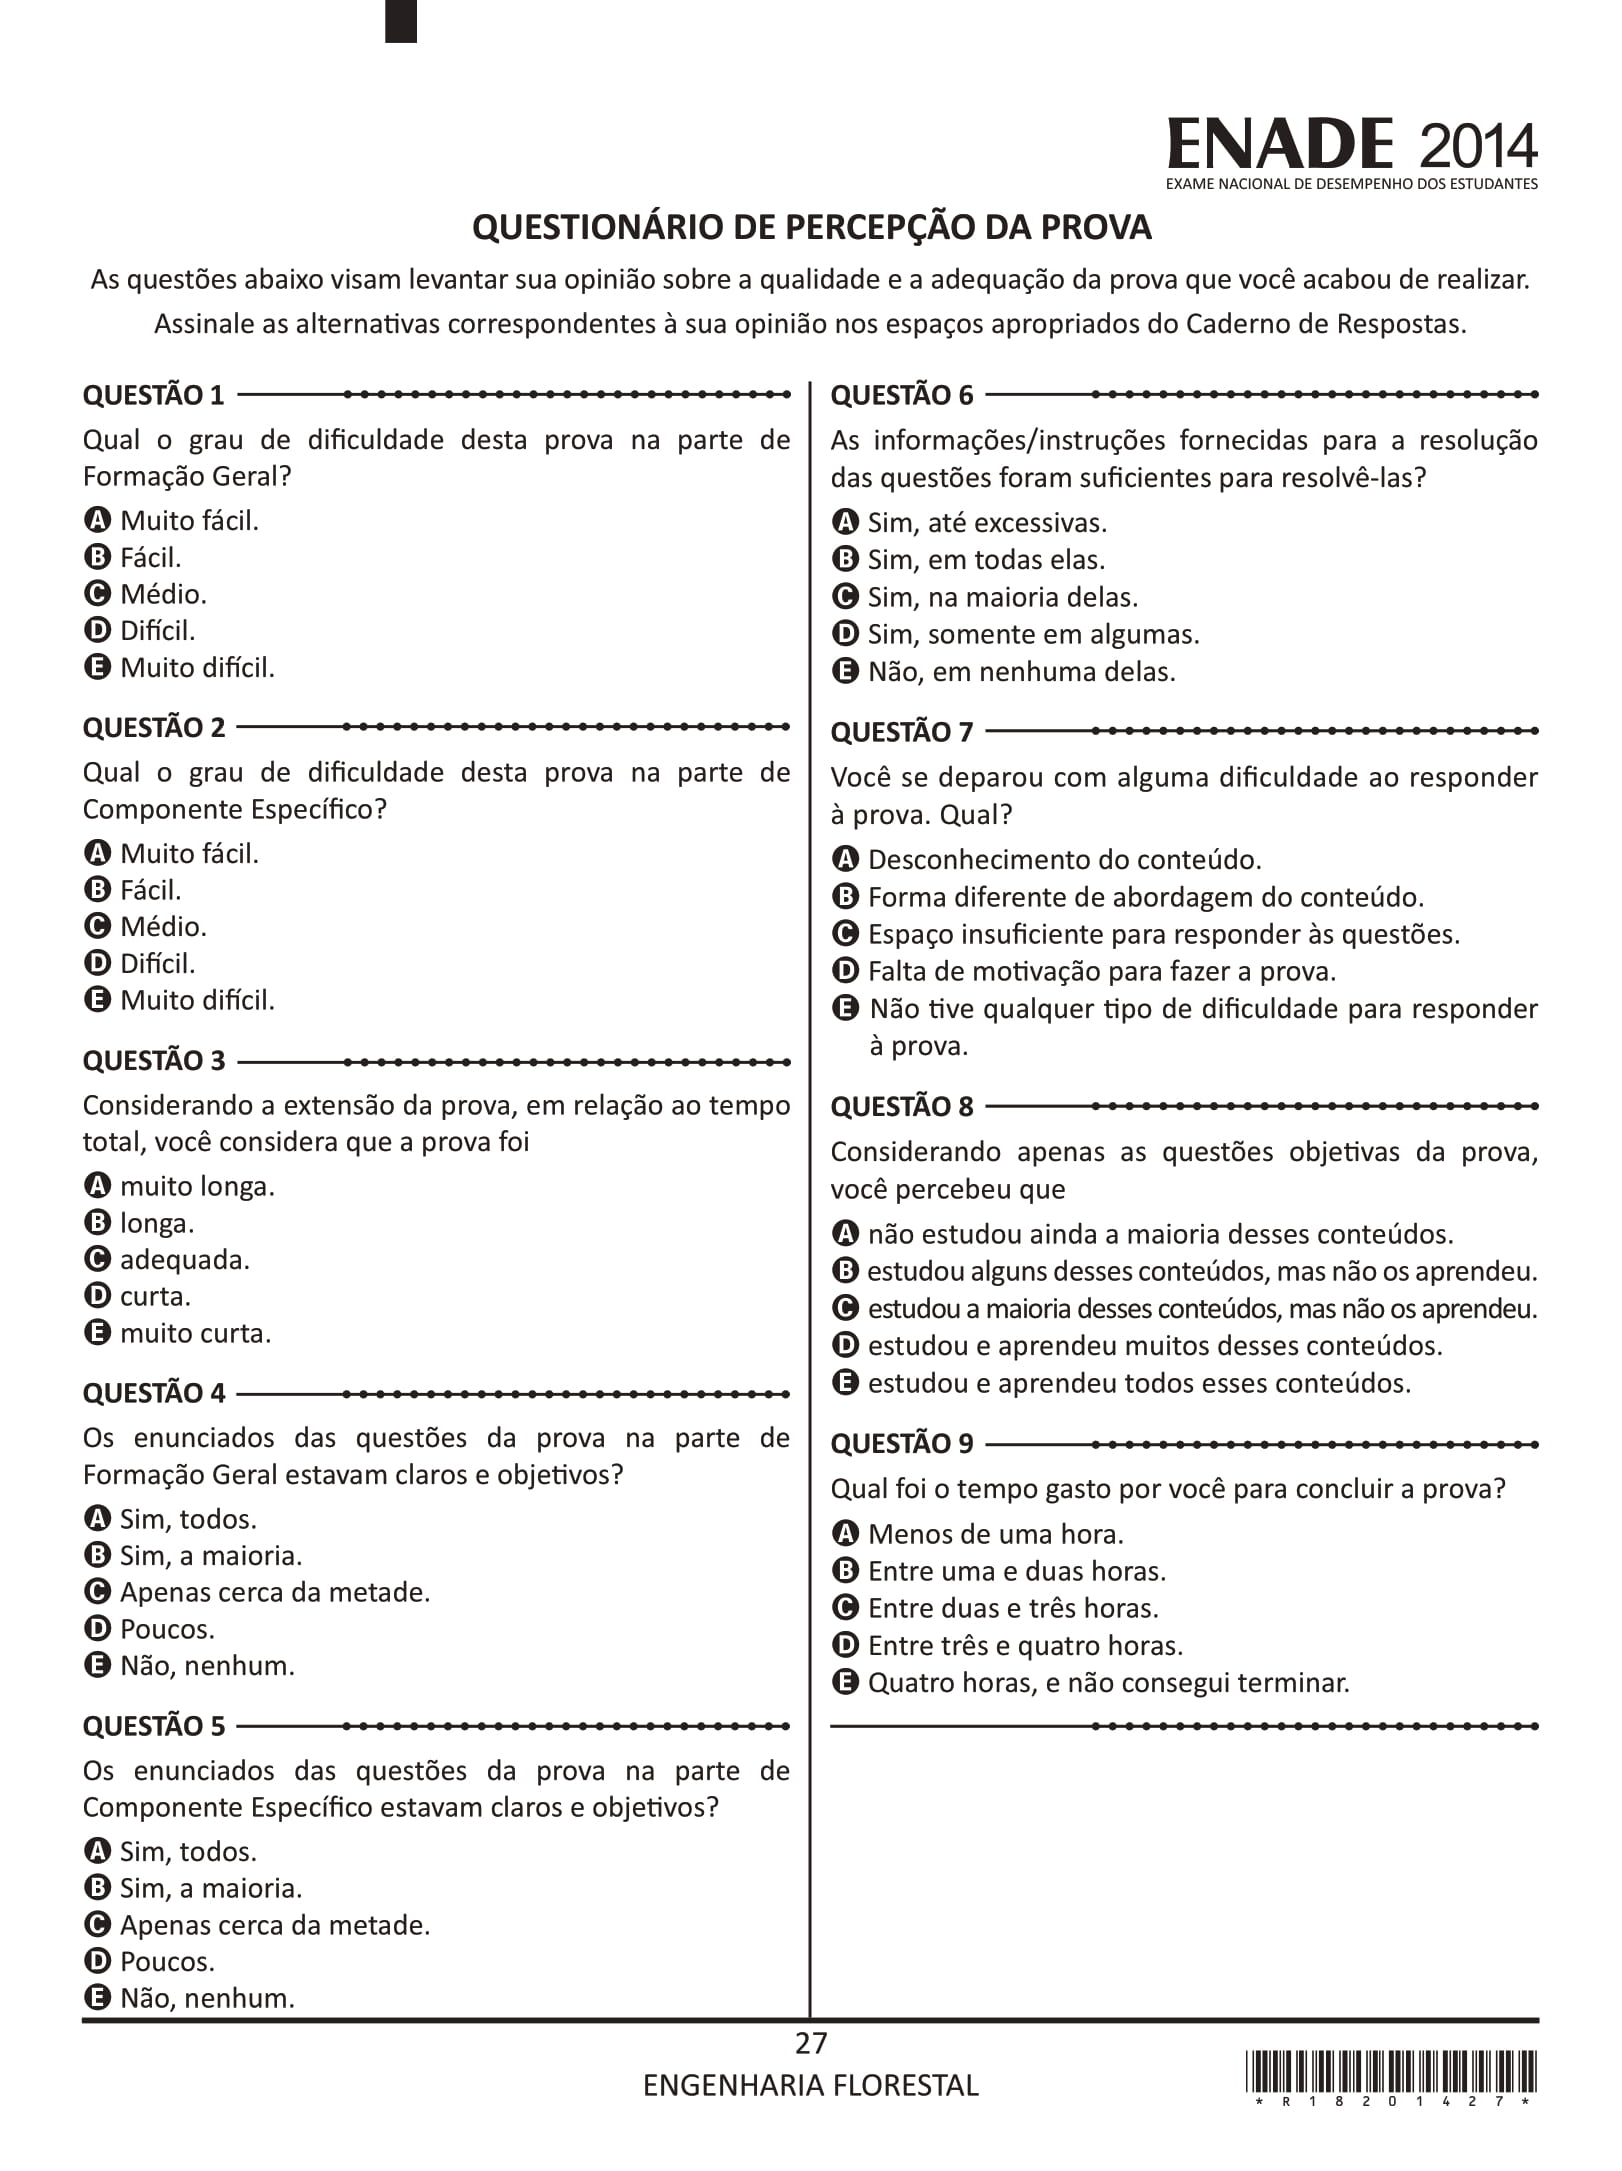 ENADE 2014
EXAME NACIONAL DE DESEMPENHO DOS ESTUDANTES
QUESTIONÁRIO DE PERCEPÇÃO DA PROVA
As questões abaixo visam levantar sua opinião sobre a qualidade e a adequação da prova que você acabou de realizar.
Assinale as alternativas correspondentes à sua opinião nos espaços apropriados do Caderno de Respostas.
QUESTÃO 1
Qual o grau de dificuldade desta prova na parte de
Formação Geral?
A Muito fácil.
B Fácil.
C Médio.
D Difícil.
E Muito difícil.
QUESTÃO 2
Qual o grau de dificuldade desta prova na parte de
Componente Específico?
A Muito fácil.
B Fácil.
C Médio.
D Difícil.
E Muito difícil.
QUESTÃO 3
Considerando a extensão da prova, em relação ao tempo
total, você considera que a prova foi
A muito longa.
B longa.
C adequada.
D curta.
E muito curta.
QUESTÃO 4
Os enunciados das questões da prova na parte de
Formação Geral estavam claros e objetivos?
A Sim, todos.
B Sim, a maioria.
C Apenas cerca da metade.
D Poucos.
E Não, nenhum.
QUESTÃO 5
Os enunciados das questões da prova na parte de
Componente Específico estavam claros e objetivos?
A Sim, todos.
B Sim, a maioria.
C Apenas cerca da metade.
D Poucos.
E Não, nenhum.
QUESTÃO 6
As informações/instruções fornecidas para a resolução
das questões foram suficientes para resolvê-las?
A Sim, até excessivas.
B Sim, em todas elas.
C Sim, na maioria delas.
D Sim, somente em algumas.
E Não, em nenhuma delas.
QUESTÃO 7
Você se deparou com alguma dificuldade ao responder
à prova. Qual?
A Desconhecimento do conteúdo.
B Forma diferente de abordagem do conteúdo.
C Espaço insuficiente para responder às questões.
D Falta de motivação para fazer a prova.
E Não tive qualquer tipo de dificuldade para responder
à prova.
QUESTÃO 8
Considerando apenas as questões objetivas da prova,
você percebeu que
A não estudou ainda a maioria desses conteúdos.
B estudou alguns desses conteúdos, mas não os aprendeu.
C estudou a maioria desses conteúdos, mas não os aprendeu.
D estudou e aprendeu muitos desses conteúdos.
E estudou e aprendeu todos esses conteúdos.
QUESTÃO 9
Qual foi o tempo gasto por você para concluir a prova?
A Menos de uma hora.
B Entre uma e duas horas.
C Entre duas e três horas.
D Entre três e quatro horas.
E Quatro horas, e não consegui terminar.
27
ENGENHARIA FLORESTAL
*R18201427*